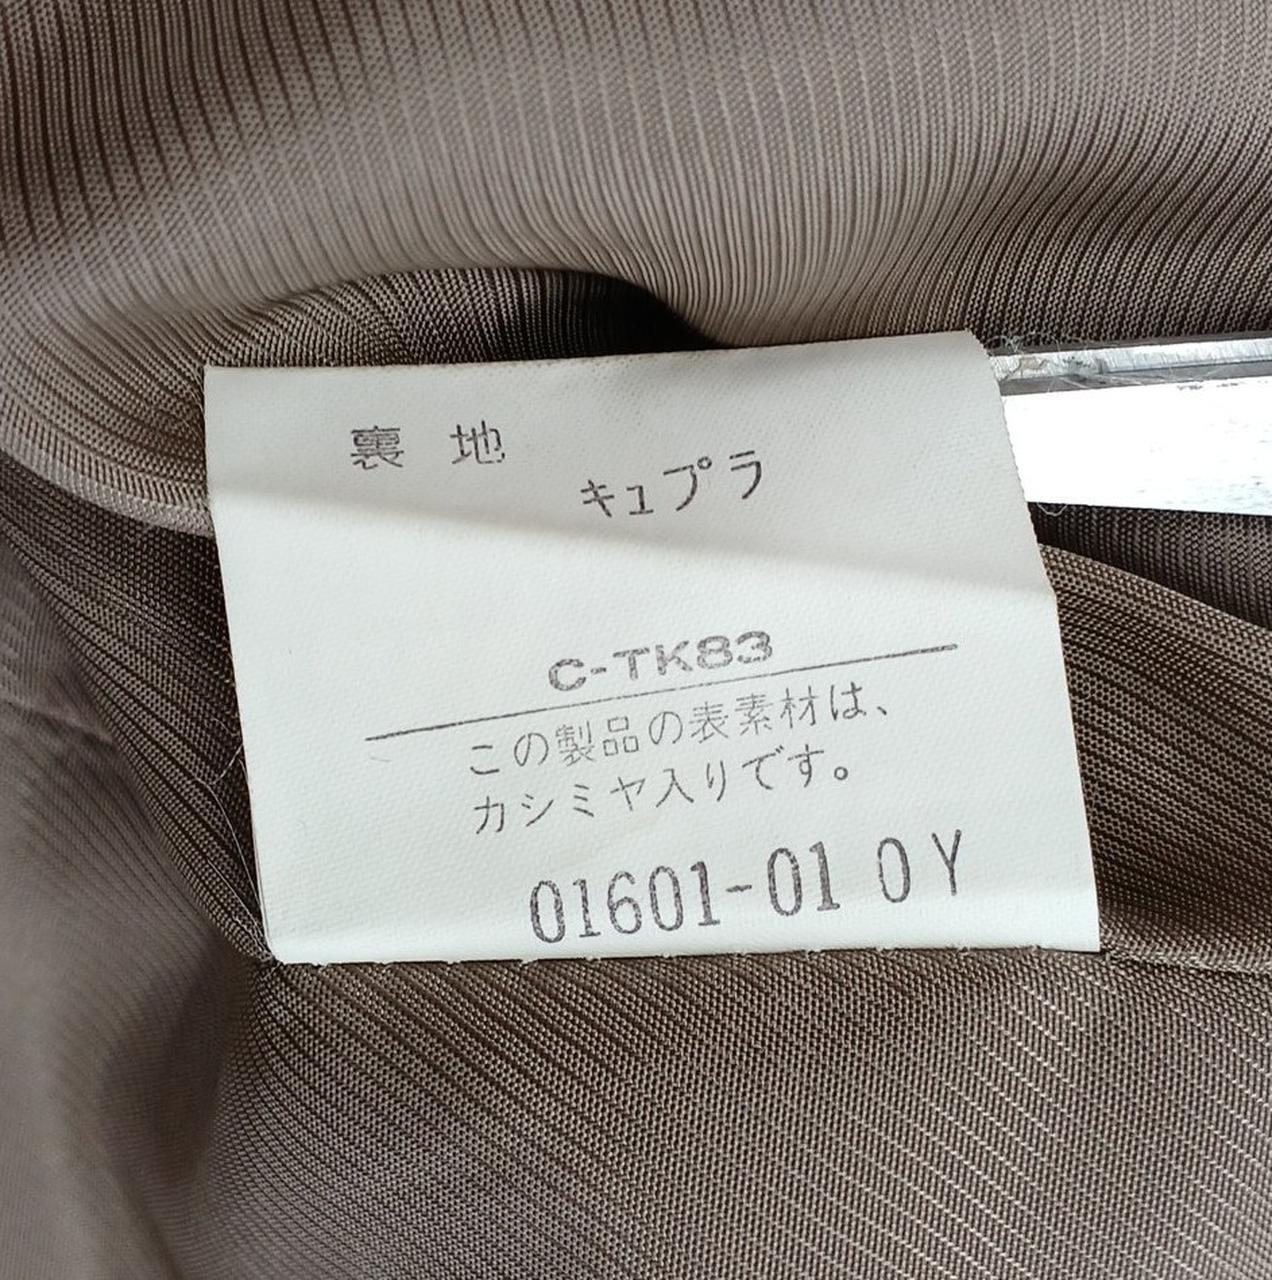 裏 地
キュプラ
C-TK83
この製品の表素材は、
カシミヤ入りです。
01601-01 0 Y